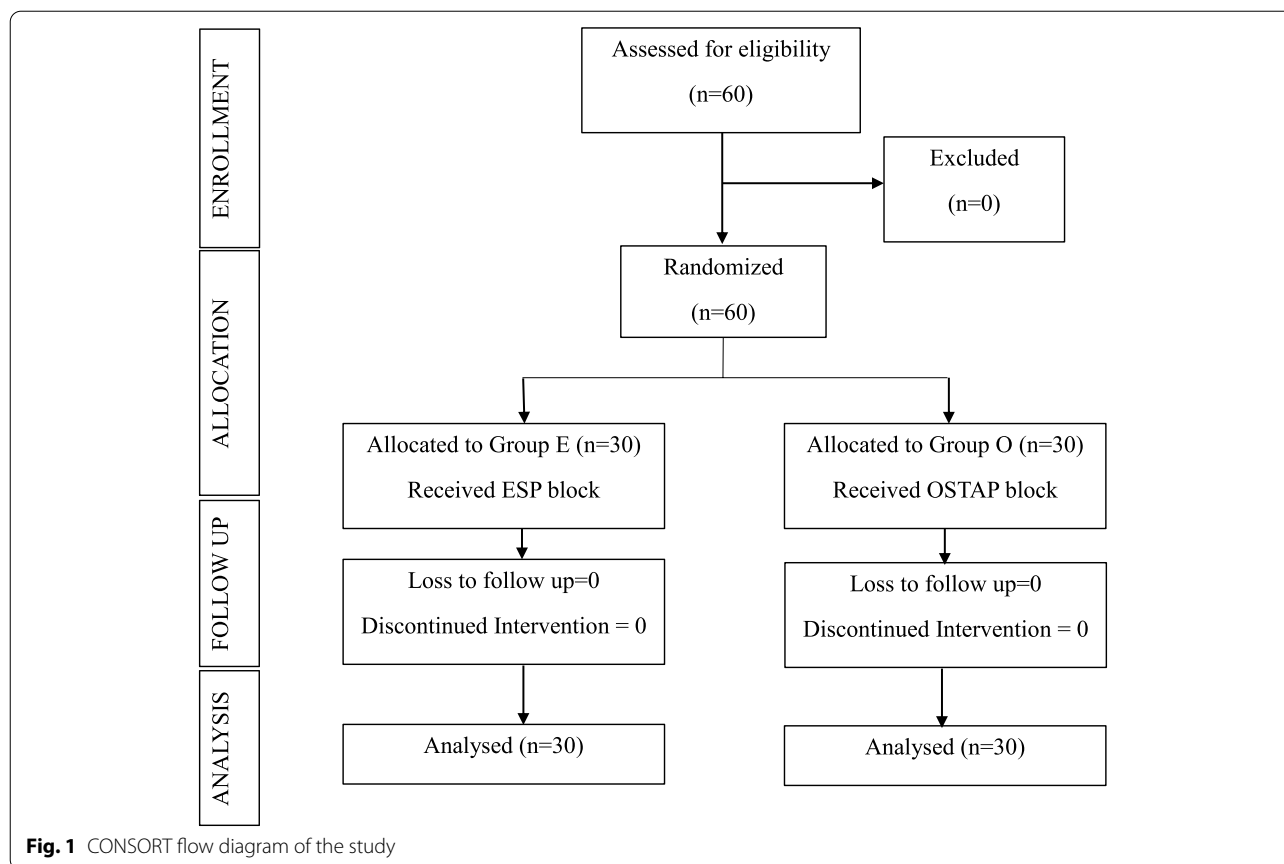 ENROLLMENT
Assessed for eligibility
(n=60)
Excluded
(n=0)
Randomized
(n=60)
ALLOCATION
Allocated to Group E (n=30)
Received ESP block
Allocated to Group O (n=30)
Received OSTAP block
FOLLOW UP
Loss to follow up=0
Discontinued Intervention = 0
Loss to follow up=0
Discontinued Intervention = 0
ANALYSIS
Analysed (n=30)
Analysed (n=30)
Fig. 1 CONSORT flow diagram of the study